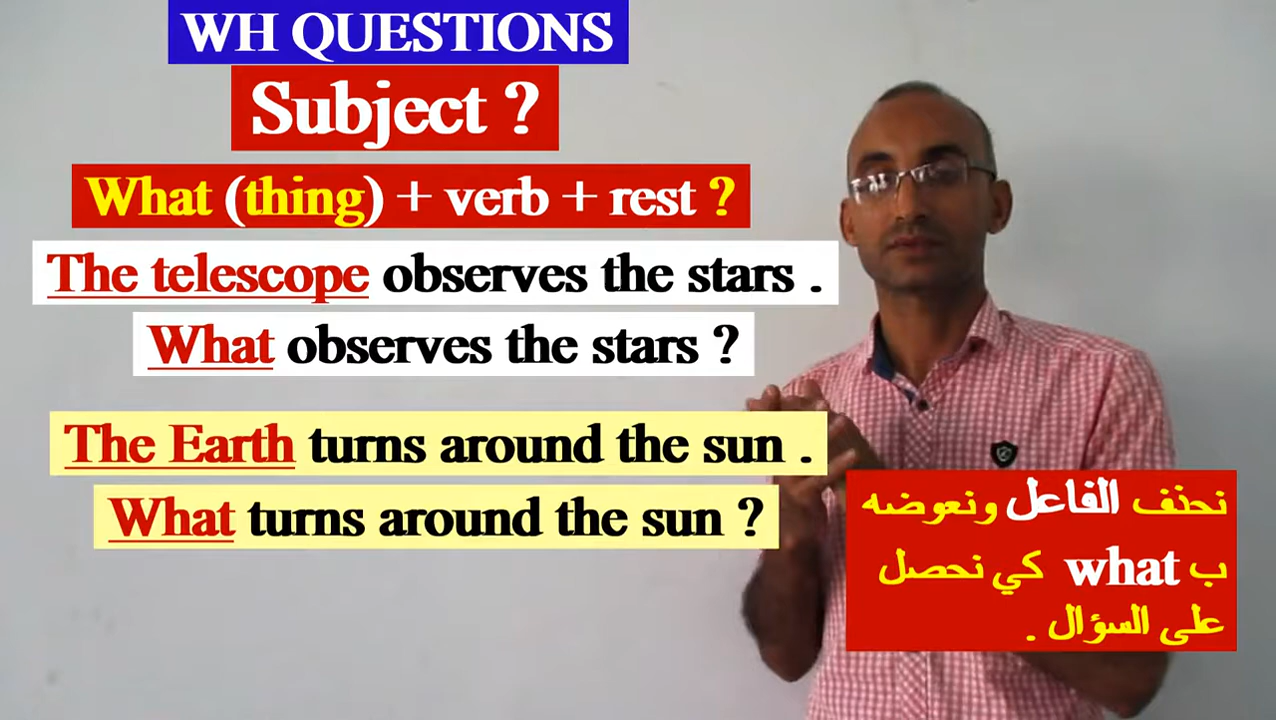 WH QUESTIONS
Subject ?
What (thing) + verb + rest ?
The telescope observes the stars .
What observes the stars ?
The Earth turns around the sun .
What turns around the sun ?
نحذف الفاعل ونعوضه
ب what كي نحصل
على السؤال .